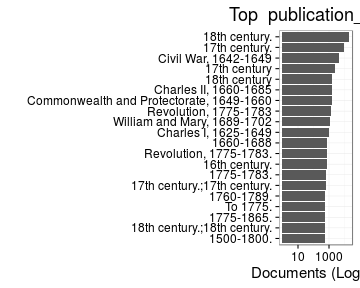 Top publication_
18th century.
17th century.
Civil War, 1642-1649
17th century
18th century
Charles II, 1660-1685
Commonwealth and Protectorate, 1649-1660
Revolution, 1775-1783
William and Mary, 1689-1702
Charles I, 1625-1649
1660-1688
Revolution, 1775-1783.
16th century.
1775-1783.
17th century.;17th century.
1760-1789.
To 1775.
1775-1865.
18th century.;18th century.
1500-1800.
10 1000
Documents (Log